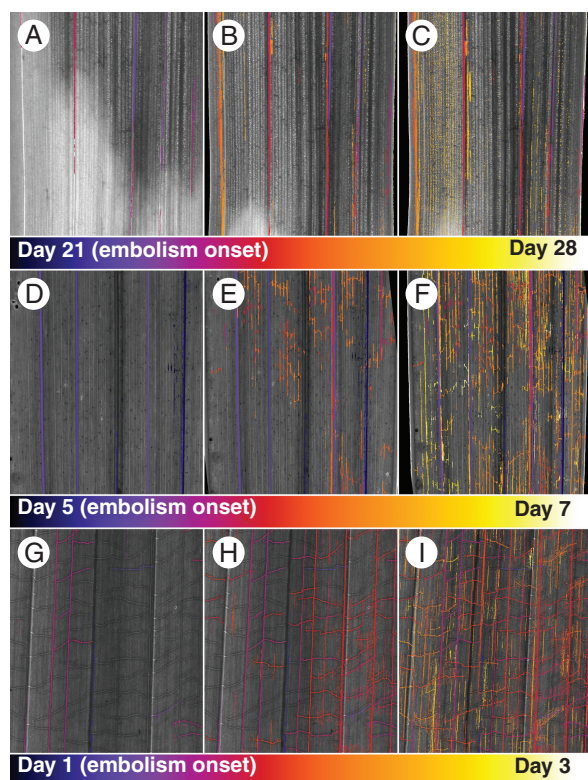 A B C
Day 21 (embolism onset) Day 28
D E F
Day 5 (embolism onset) Day 7
G H I
Day 1 (embolism onset) Day 3